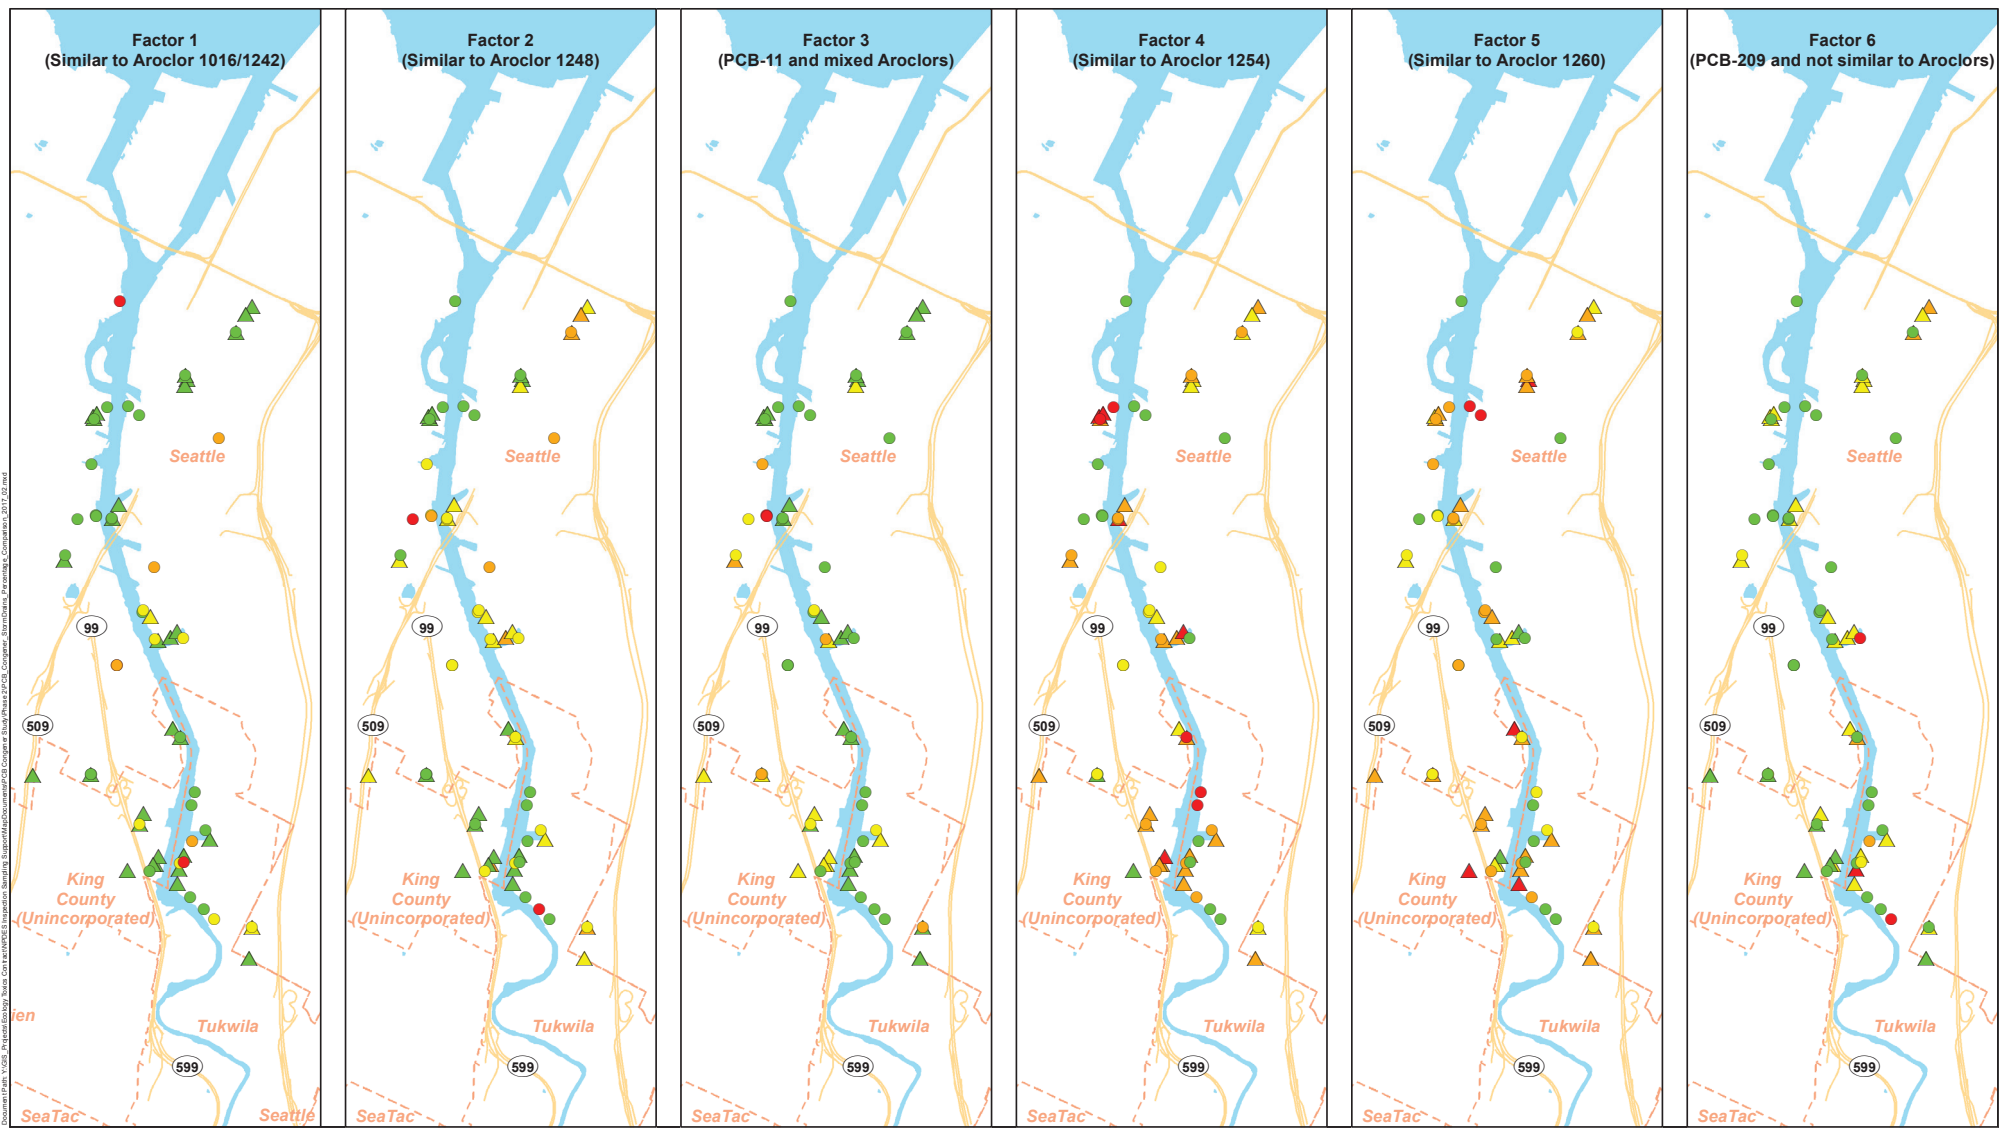 Factor 1
(Similar to Aroclor 1016/1242)
Seattle
99
509
King
County
(Unincorporated)
ien
Tukwila
599
SeaTac
Seattle
Factor 2
(Similar to Aroclor 1248)
Seattle
99
509
King
County
(Unincorporated)
Tukwila
599
SeaTac
Factor 3
(PCB-11 and mixed Aroclors)
Seattle
99
509
King
County
(Unincorporated)
Tukwila
599
SeaTac
Factor 4
(Similar to Aroclor 1254)
Seattle
99
509
King
County
(Unincorporated)
Tukwila
599
SeaTac
Factor 5
(Similar to Aroclor 1260)
Seattle
99
509
King
County
(Unincorporated)
Tukwila
599
SeaTac
Factor 6
(PCB-209 and not similar to Aroclors)
Seattle
99
509
King
County
(Unincorporated)
Tukwila
599
SeaTac